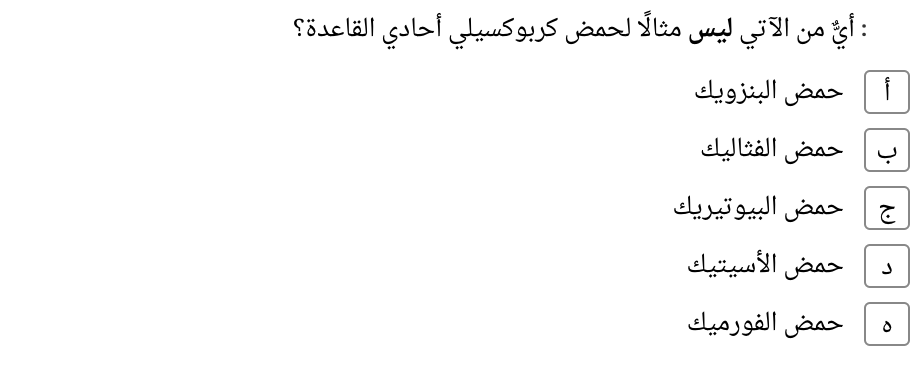 : أيٌّ من الآتي ليس مثالًا لحمض كربوكسيلي أحادي القاعدة؟
أ حمض البنزويك
ب حمض الفثاليك
ج حمض البيوتيريك
د حمض الأسيتيك
ه حمض الفورميك